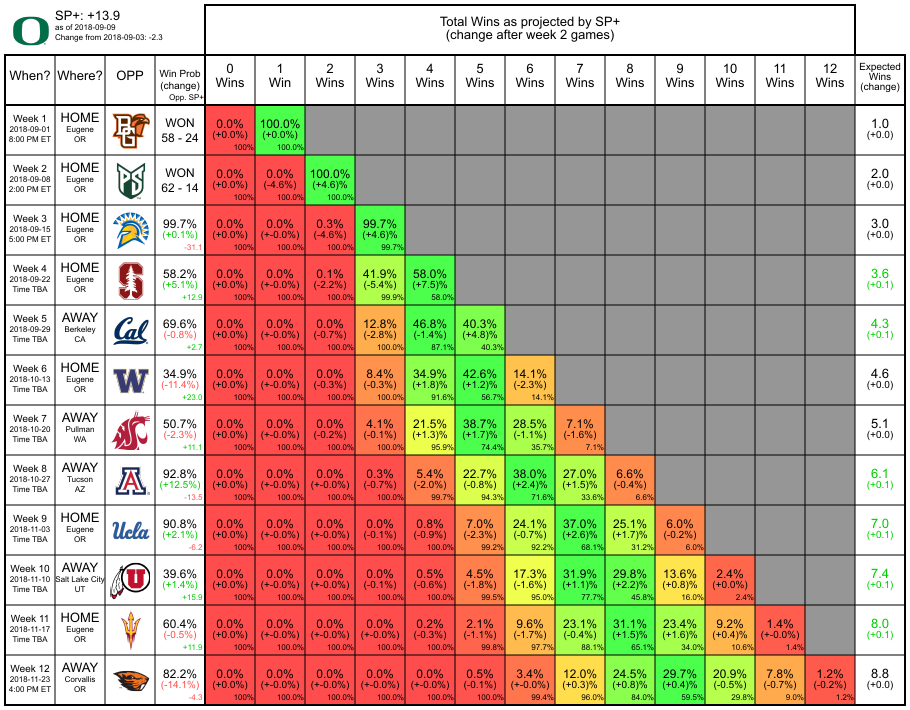 SP+: +13.9
as of 2018-09-09
Change from 2018-09-03: -2.3
Total Wins as projected by SP+
(change after week 2 games)
When? Where? OPP Win Prob (change) Opp. SP+ 0 Wins 1 Win 2 Wins 3 Wins 4 Wins 5 Wins 6 Wins 7 Wins 8 Wins 9 Wins 10 Wins 11 Wins 12 Wins Expected Wins (change)
Week 1 HOME WON 0.0% 100.0% 1.0
2018-09-01 Eugene 58 - 24 (+0.0%) (+0.0%) (+0.0)
8:00 PM ET OR 100% 100.0%
Week 2 HOME WON 0.0% 0.0% 100.0% 2.0
2018-09-08 Eugene 62 - 14 (+0.0%) (-4.6%) (+4.6)% (+0.0)
2:00 PM ET OR 100% 100.0% 100.0%
Week 3 HOME 99.7% 0.0% 0.0% 0.3% 99.7% 3.0
2018-09-15 Eugene (+0.1%) (+0.0%) (+-0.0%) (-4.6%) (+4.6)% (+0.0)
5:00 PM ET OR -31.1 100% 100.0% 100.0% 99.7%
Week 4 HOME 58.2% 0.0% 0.0% 0.1% 41.9% 58.0% 3.6
2018-09-22 Eugene (+5.1%) (+0.0%) (+-0.0%) (-2.2%) (-5.4%) (+7.5)% (+0.1)
Time TBA OR +12.9 100% 100.0% 100.0% 99.9% 58.0%
Week 5 AWAY Cal 69.6% 0.0% 0.0% 0.0% 12.8% 46.8% 40.3% 4.3
2018-09-29 Berkeley (-0.8%) (+0.0%) (+-0.0%) (-0.7%) (-2.8%) (-1.4%) (+4.8)% (+0.1)
Time TBA CA +2.7 100% 100.0% 100.0% 100.0% 87.1% 40.3%
Week 6 HOME W 34.9% 0.0% 0.0% 0.0% 8.4% 34.9% 42.6% 14.1% 4.6
2018-10-13 Eugene (-11.4%) (+0.0%) (+-0.0%) (-0.3%) (-0.3%) (+1.8%) (+1.2)% (-2.3%) (+0.0)
Time TBA OR +23.0 100% 100.0% 100.0% 100.0% 91.6% 56.7% 14.1%
Week 7 AWAY 50.7% 0.0% 0.0% 0.0% 4.1% 21.5% 38.7% 28.5% 7.1% 5.1
2018-10-20 Pullman (-2.3%) (+0.0%) (+-0.0%) (-0.2%) (-0.1%) (+1.3)% (+1.7)% (-1.1%) (-1.6%) (+0.0)
Time TBA WA +11.1 100% 100.0% 100.0% 100.0% 95.9% 74.4% 35.7% 7.1%
Week 8 AWAY A 92.8% 0.0% 0.0% 0.0% 0.3% 5.4% 22.7% 38.0% 27.0% 6.6% 6.1
2018-10-27 Tucson (+12.5%) (+0.0%) (+-0.0%) (+-0.0%) (-0.7%) (-2.0%) (-0.8%) (+2.4)% (+1.5)% (-0.4%) (+0.1)
Time TBA AZ -13.5 100% 100.0% 100.0% 100.0% 99.7% 94.3% 71.6% 33.6% 6.6%
Week 9 HOME Ucla 90.8% 0.0% 0.0% 0.0% 0.0% 0.8% 7.0% 24.1% 37.0% 25.1% 6.0% 7.0
2018-11-03 Eugene (+2.1%) (+0.0%) (+-0.0%) (+-0.0%) (-0.1%) (-0.9%) (-2.3%) (-0.7%) (+2.6)% (+1.7)% (-0.2%) (+0.1)
Time TBA OR -6.2 100% 100.0% 100.0% 100.0% 100.0% 99.2% 92.2% 68.1% 31.2% 6.0%
Week 10 AWAY U 39.6% 0.0% 0.0% 0.0% 0.0% 0.5% 4.5% 17.3% 31.9% 29.8% 13.6% 2.4% 7.4
2018-11-10 Salt Lake City (+1.4%) (+0.0%) (+-0.0%) (+-0.0%) (-0.1%) (-0.6%) (-1.8%) (-1.6%) (+1.1)% (+2.2)% (+0.8)% (+0.0%) (+0.1)
Time TBA UT +15.9 100% 100.0% 100.0% 100.0% 100.0% 99.5% 95.0% 77.7% 45.8% 16.0% 2.4%
Week 11 HOME 60.4% 0.0% 0.0% 0.0% 0.0% 0.2% 2.1% 9.6% 23.1% 31.1% 23.4% 9.2% 1.4% 8.0
2018-11-17 Eugene (-0.5%) (+0.0%) (+-0.0%) (+-0.0%) (+-0.0%) (-0.3%) (-1.1%) (-1.7%) (-0.4%) (+1.5)% (+1.6)% (+0.4)% (+-0.0%) (+0.1)
Time TBA OR +11.9 100% 100.0% 100.0% 100.0% 100.0% 99.8% 97.7% 88.1% 65.1% 34.0% 10.6% 1.4%
Week 12 AWAY 82.2% 0.0% 0.0% 0.0% 0.0% 0.0% 0.5% 3.4% 12.0% 24.5% 29.7% 20.9% 7.8% 1.2% 8.8
2018-11-23 Corvallis (-14.1%) (+0.0%) (+-0.0%) (+-0.0%) (+-0.0%) (+-0.0%) (-0.1%) (+-0.0%) (+0.3)% (+0.8)% (+0.4)% (-0.5%) (-0.7%) (-0.2%) (+0.0)
4:00 PM ET OR -4.3 100% 100.0% 100.0% 100.0% 100.0% 100.0% 99.4% 96.0% 84.0% 59.5% 29.8% 9.0% 1.2%